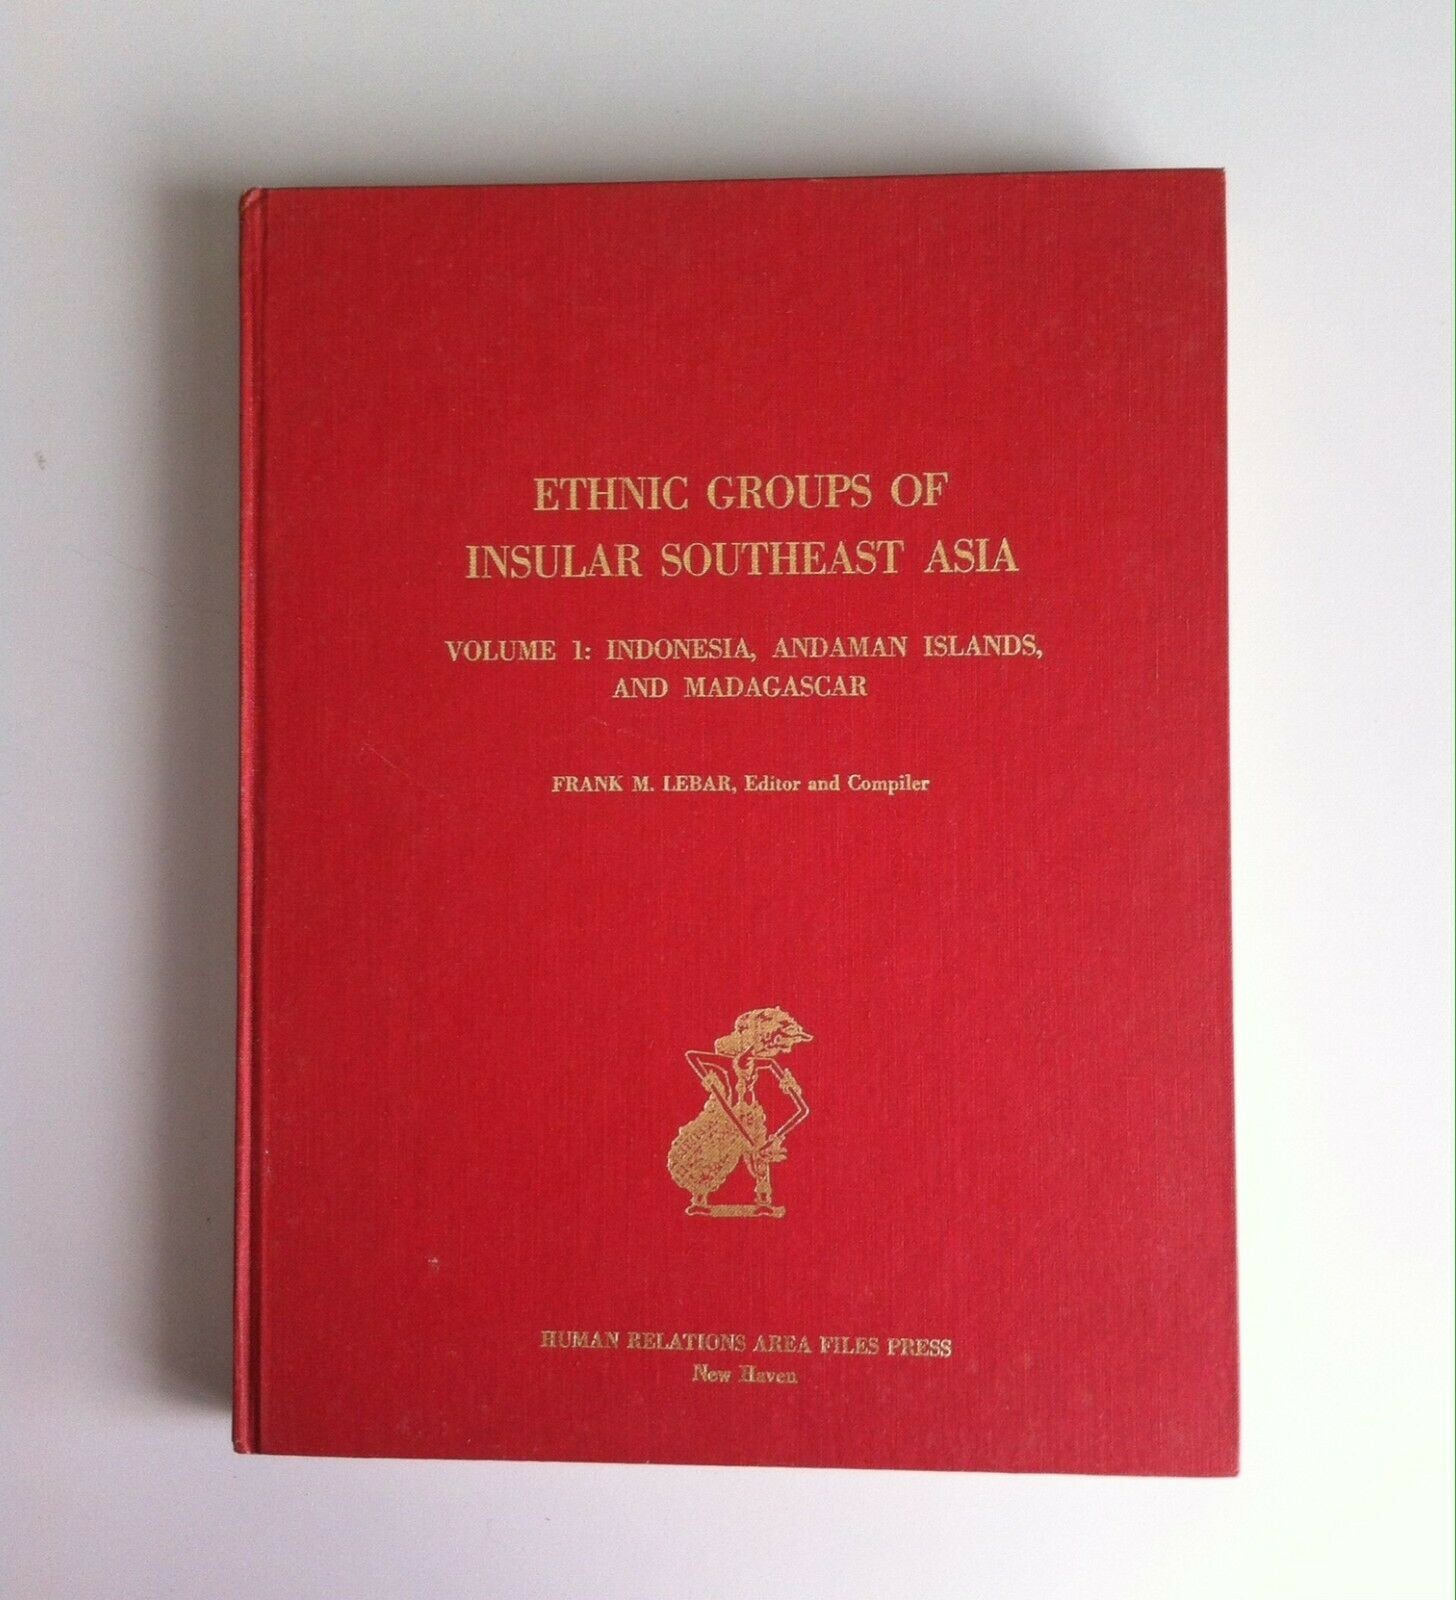 ETHNIC GROUPS OF
INSULAR SOUTHEAST ASIA
VOLUME 1: INDONESIA, ANDAMAN ISLANDS,
AND MADAGASCAR
FRANK M. LEBAR, Editor and Compiler
HUMAN RELATIONS AREA FILES PRESS
New Haven